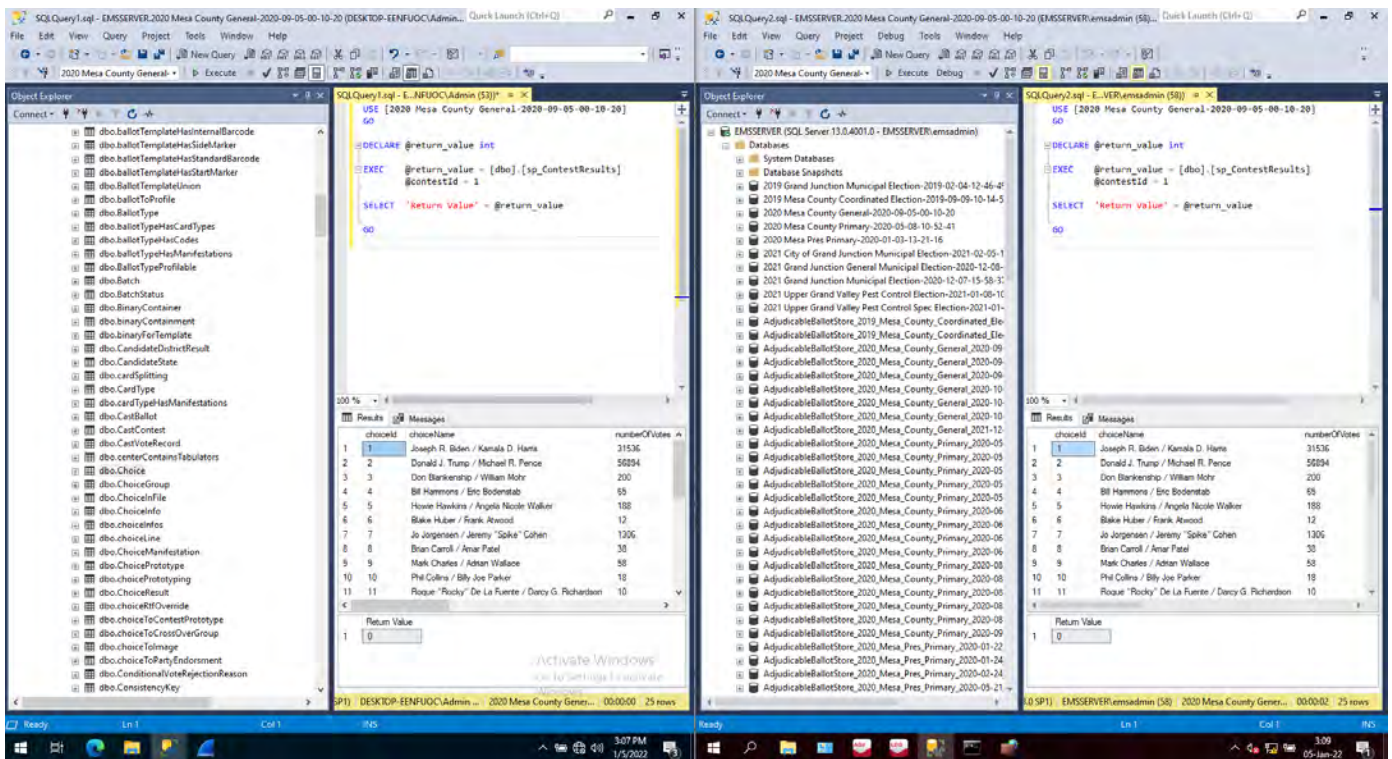 SQLQuery1.sql - EMSSERVER.2020 Mesa County General-2020-09-05-00-10-20 (DESKTOP-EENFUOC\Admin... Quick Launch (Ctrl+Q)
File Edit View Query Project Tools Window Help
New Query
2020 Mesa County General- Execute
Object Explorer
Connect
dbo.ballotTemplateHasInternalBarcode
dbo.ballotTemplateHasSideMarker
dbo.ballotTemplateHasStandardBarcode
dbo.ballotTemplateHasStartMarker
dbo.BallotTemplateUnion
dbo.ballotToProfile
dbo.BallotType
dbo.ballotTypeHasCardTypes
dbo.ballotTypeHasCodes
dbo.ballotTypeHasManifestations
dbo.BallotTypeProfilable
dbo.Batch
dbo.BatchStatus
dbo.BinaryContainer
dbo.binaryContainment
dbo.binaryForTemplate
dbo.CandidateDistrictResult
dbo.CandidateState
dbo.cardSplitting
dbo.CardType
dbo.cardTypeHasManifestations
dbo.CastBallot
dbo.CastContest
dbo.CastVoteRecord
dbo.centerContainsTabulators
dbo.Choice
dbo.ChoiceGroup
dbo.ChoiceInFile
dbo.ChoiceInfo
dbo.choiceInfos
dbo.choiceLine
dbo.ChoiceManifestation
dbo.ChoicePrototype
dbo.choicePrototyping
dbo.ChoiceResult
dbo.choiceRtfOverride
dbo.choiceToContestPrototype
dbo.choiceToCrossOverGroup
dbo.choiceToImage
dbo.choiceToPartyEndorsment
dbo.ConditionalVoteRejectionReason
dbo.ConsistencyKey
SQLQuery1.sql - E...NFUOC\Admin (53))*
USE [2020 Mesa County General-2020-09-05-00-10-20]
GO
DECLARE @return_value int
EXEC @return_value = [dbo].[sp_ContestResults]
@contestId = 1
SELECT 'Return Value' = @return_value
GO
100 %
Results Messages
choiceId choiceName numberOfVotes
1 1 Joseph R. Biden / Kamala D. Harris 31536
2 2 Donald J. Trump / Michael R. Pence 56894
3 3 Don Blankenship / William Mohr 200
4 4 Bill Hammons / Eric Bodenstab 65
5 5 Howie Hawkins / Angela Nicole Walker 188
6 6 Blake Huber / Frank Atwood 12
7 7 Jo Jorgensen / Jeremy "Spike" Cohen 1306
8 8 Brian Carroll / Amar Patel 38
9 9 Mark Charles / Adrian Wallace 58
10 10 Phil Collins / Billy Joe Parker 18
11 11 Roque "Rocky" De La Fuente / Darcy G. Richardson 10
Return Value
1 0
Activate Windows
Go to Settings to activate
Windows.
SP1) DESKTOP-EENFUOC\Admin ... 2020 Mesa County Gener... 00:00:00 25 rows
Ready Ln 1 Col 1 INS
3:07 PM
1/5/2022
SQLQuery2.sql - EMSSERVER.2020 Mesa County General-2020-09-05-00-10-20 (EMSSERVER\emsadmin (58)... Quick Launch (Ctrl+Q)
File Edit View Query Project Debug Tools Window Help
New Query
2020 Mesa County General- Execute Debug
Object Explorer
Connect
EMSSERVER (SQL Server 13.0.4001.0 - EMSSERVER\emsadmin)
Databases
System Databases
Database Snapshots
2019 Grand Junction Municipal Election-2019-02-04-12-46-4
2019 Mesa County Coordinated Election-2019-09-09-10-14-5
2020 Mesa County General-2020-09-05-00-10-20
2020 Mesa County Primary-2020-05-08-10-52-41
2020 Mesa Pres Primary-2020-01-03-13-21-16
2021 City of Grand Junction Municipal Election-2021-02-05-1
2021 Grand Junction General Municipal Election-2020-12-08-
2021 Grand Junction Municipal Election-2020-12-07-15-58-3
2021 Upper Grand Valley Pest Control Election-2021-01-08-10
2021 Upper Grand Valley Pest Control Spec Election-2021-01-
AdjudicableBallotStore_2019_Mesa_County_Coordinated_Ele
AdjudicableBallotStore_2019_Mesa_County_Coordinated_Ele
AdjudicableBallotStore_2020_Mesa_County_General_2020-09
AdjudicableBallotStore_2020_Mesa_County_General_2020-09
AdjudicableBallotStore_2020_Mesa_County_General_2020-09
AdjudicableBallotStore_2020_Mesa_County_General_2020-10
AdjudicableBallotStore_2020_Mesa_County_General_2020-10
AdjudicableBallotStore_2020_Mesa_County_General_2020-10
AdjudicableBallotStore_2020_Mesa_County_General_2021-12
AdjudicableBallotStore_2020_Mesa_County_Primary_2020-05
AdjudicableBallotStore_2020_Mesa_County_Primary_2020-05
AdjudicableBallotStore_2020_Mesa_County_Primary_2020-05
AdjudicableBallotStore_2020_Mesa_County_Primary_2020-05
AdjudicableBallotStore_2020_Mesa_County_Primary_2020-05
AdjudicableBallotStore_2020_Mesa_County_Primary_2020-06
AdjudicableBallotStore_2020_Mesa_County_Primary_2020-06
AdjudicableBallotStore_2020_Mesa_County_Primary_2020-06
AdjudicableBallotStore_2020_Mesa_County_Primary_2020-06
AdjudicableBallotStore_2020_Mesa_County_Primary_2020-08
AdjudicableBallotStore_2020_Mesa_County_Primary_2020-08
AdjudicableBallotStore_2020_Mesa_County_Primary_2020-08
AdjudicableBallotStore_2020_Mesa_County_Primary_2020-08
AdjudicableBallotStore_2020_Mesa_County_Primary_2020-08
AdjudicableBallotStore_2020_Mesa_County_Primary_2020-09
AdjudicableBallotStore_2020_Mesa_Pres_Primary_2020-01-22
AdjudicableBallotStore_2020_Mesa_Pres_Primary_2020-01-24
AdjudicableBallotStore_2020_Mesa_Pres_Primary_2020-02-24
AdjudicableBallotStore_2020_Mesa_Pres_Primary_2020-05-21
SQLQuery2.sql - E...VER\emsadmin (58))
USE [2020 Mesa County General-2020-09-05-00-10-20]
GO
DECLARE @return_value int
EXEC @return_value = [dbo].[sp_ContestResults]
@contestId = 1
SELECT 'Return Value' = @return_value
GO
100 %
Results Messages
choiceId choiceName numberOfVotes
1 1 Joseph R. Biden / Kamala D. Harris 31536
2 2 Donald J. Trump / Michael R. Pence 56894
3 3 Don Blankenship / William Mohr 200
4 4 Bill Hammons / Eric Bodenstab 65
5 5 Howie Hawkins / Angela Nicole Walker 188
6 6 Blake Huber / Frank Atwood 12
7 7 Jo Jorgensen / Jeremy "Spike" Cohen 1306
8 8 Brian Carroll / Amar Patel 38
9 9 Mark Charles / Adrian Wallace 58
10 10 Phil Collins / Billy Joe Parker 18
11 11 Roque "Rocky" De La Fuente / Darcy G. Richardson 10
Return Value
1 0
1.0 SP1) EMSSERVER\emsadmin (58) 2020 Mesa County Gener... 00:00:02 25 rows
Ready Ln 1 Col 1 INS
3:09
05-Jan-22